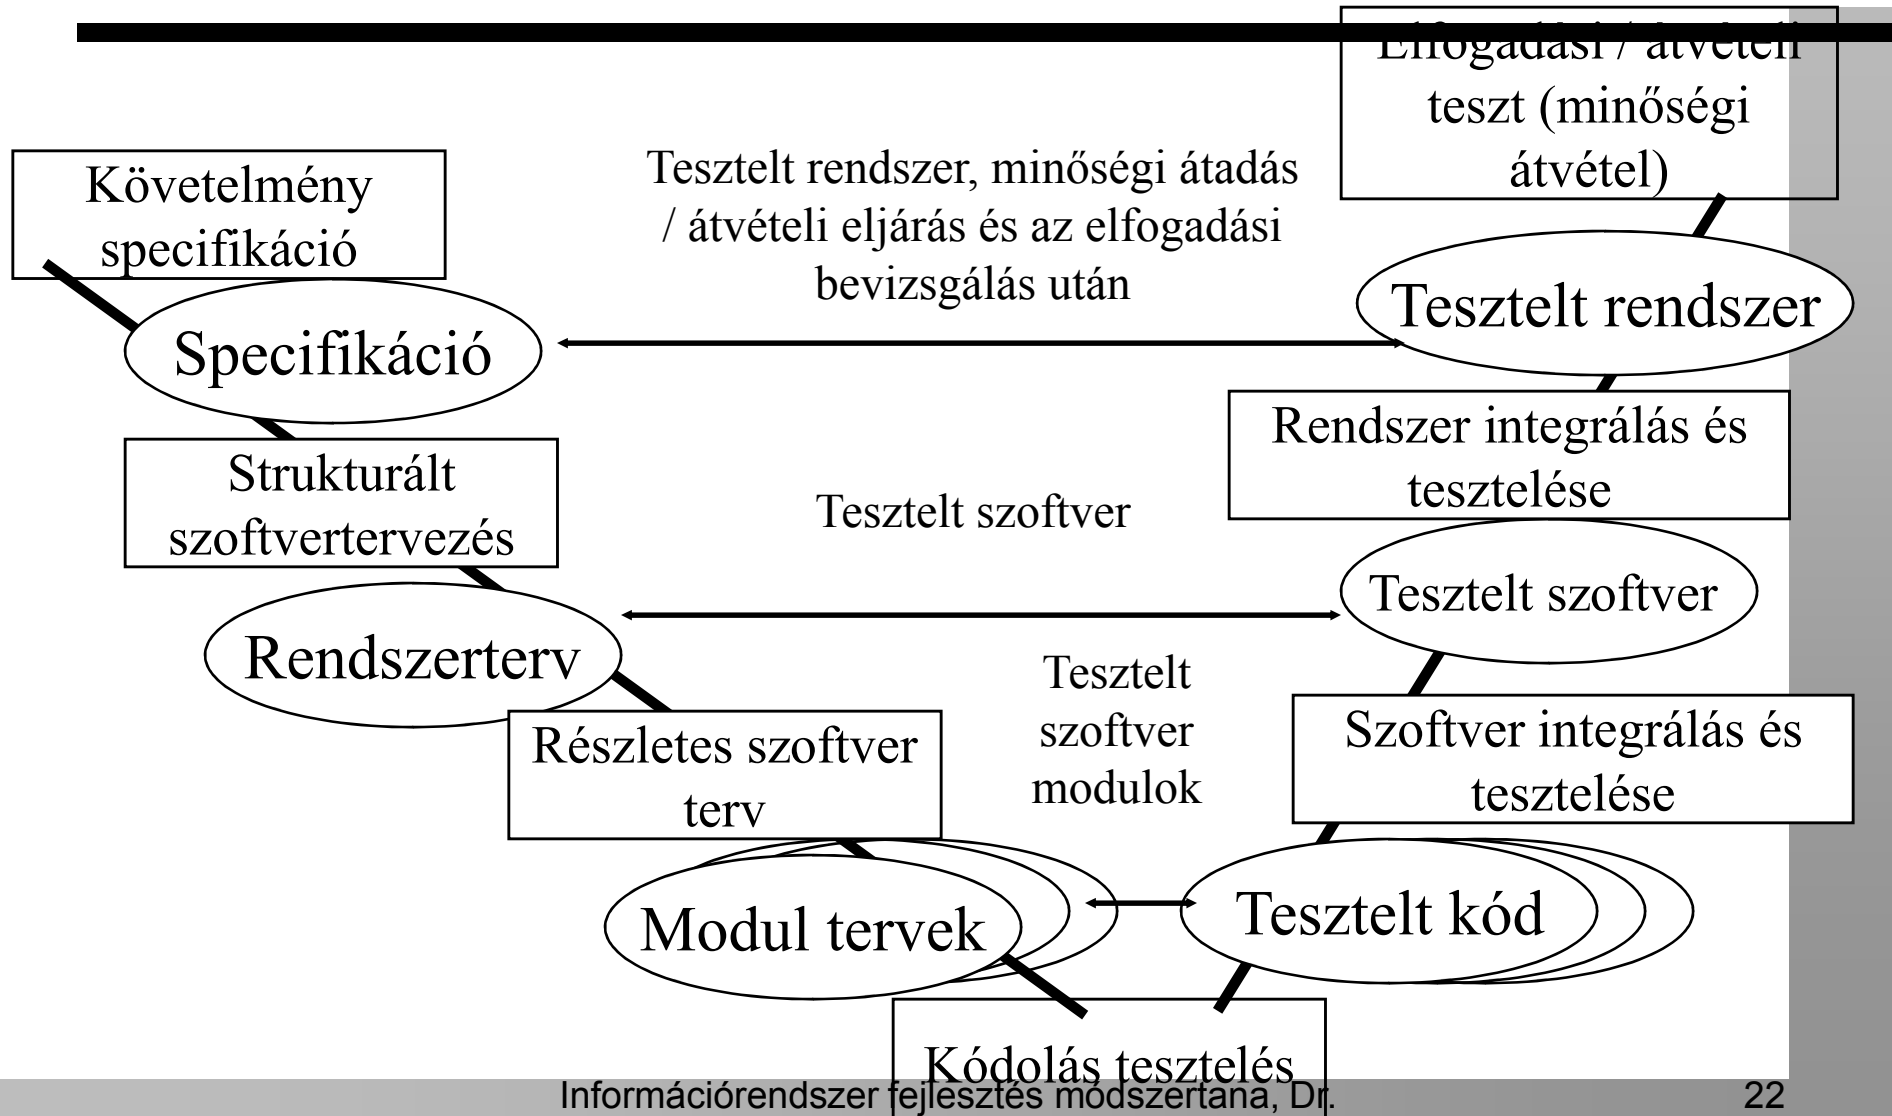 Elfogadási / átvételi
teszt (minőségi
átvétel)
Követelmény
specifikáció
Tesztelt rendszer, minőségi átadás
/ átvételi eljárás és az elfogadási
bevizsgálás után
Specifikáció
Tesztelt rendszer
Strukturált
szoftvertervezés
Rendszer integrálás és
tesztelése
Tesztelt szoftver
Tesztelt szoftver
Rendszerterv
Tesztelt
szoftver
modulok
Részletes szoftver
terv
Szoftver integrálás és
tesztelése
Modul tervek
Tesztelt kód
Kódolás tesztelés
Információrendszer fejlesztés módszertana, Dr.
22